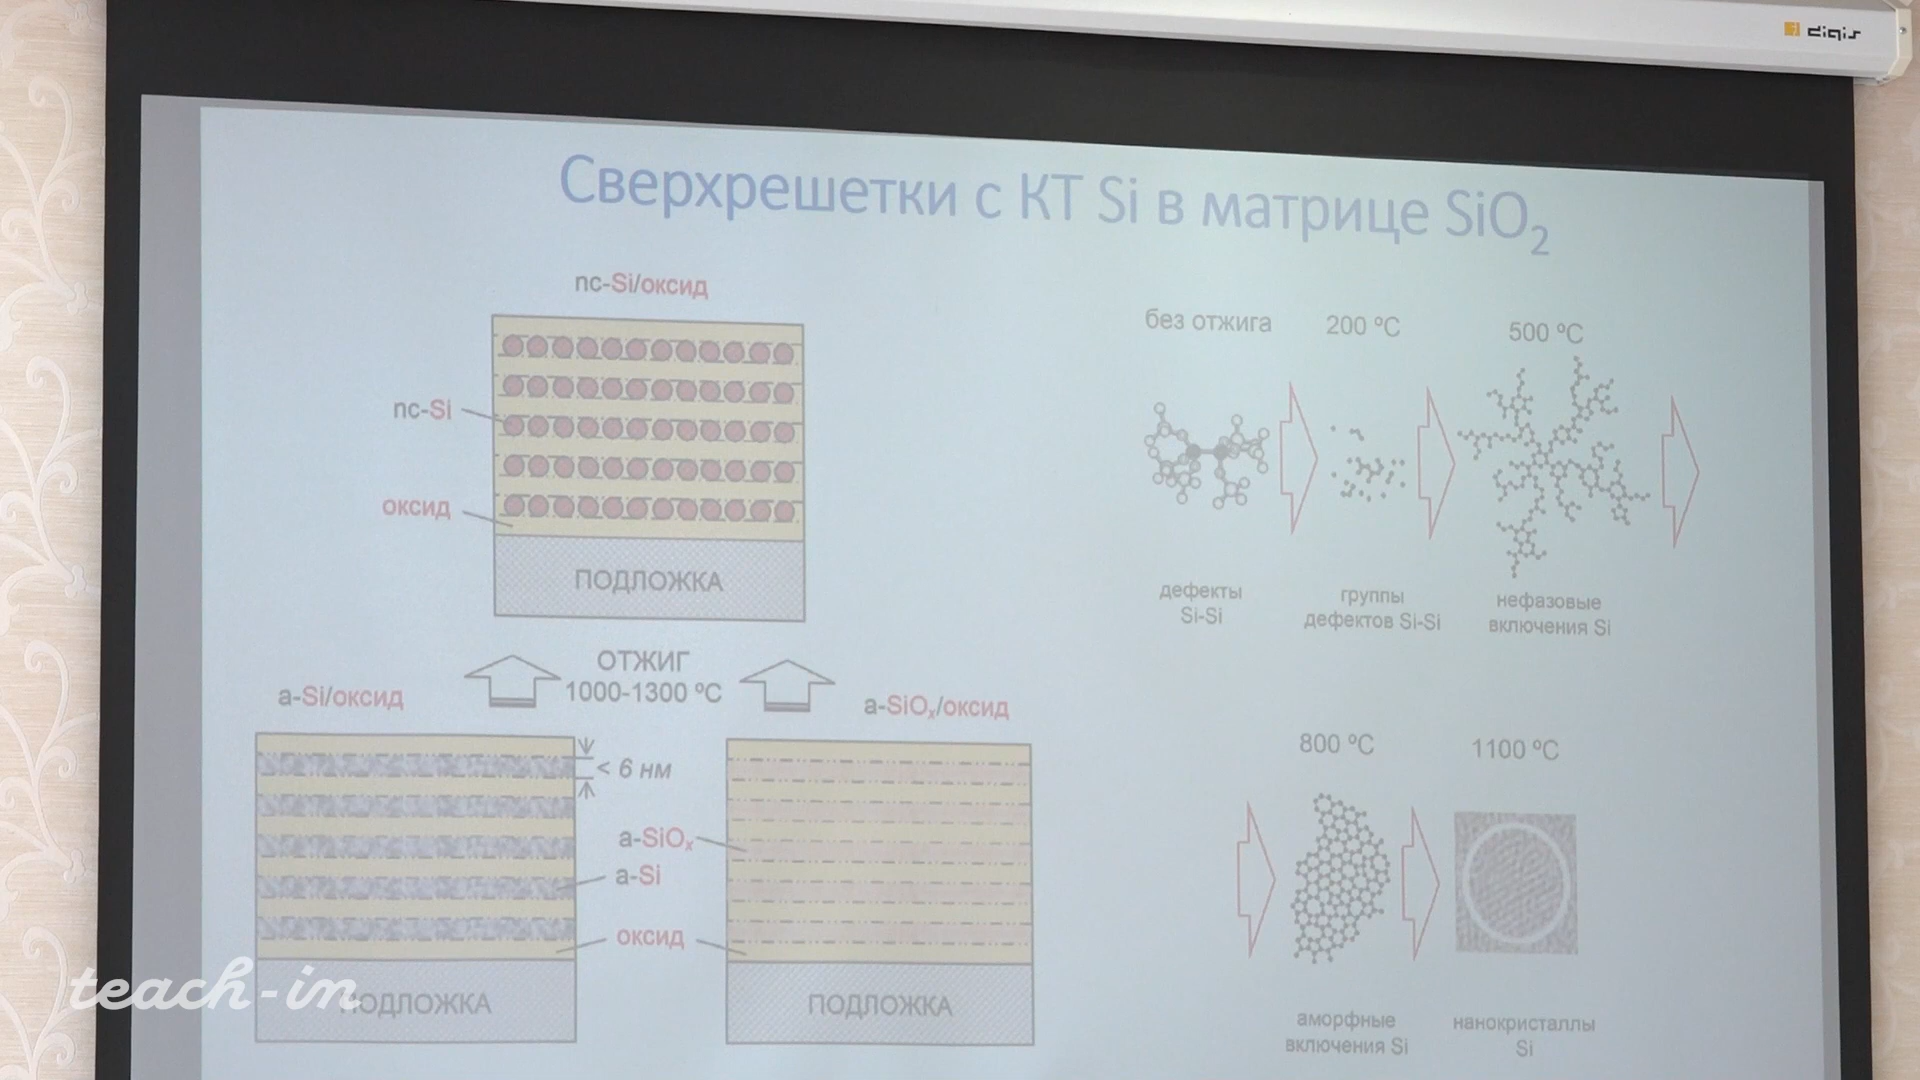 digis
Сверхрешетки с КТ Si в матрице SiO₂
nc-Si/оксид
nc-Si
оксид
ПОДЛОЖКА
ОТЖИГ
1000-1300 ºC
a-Si/оксид
a-SiOₓ/оксид
< 6 нм
a-SiOₓ
a-Si
оксид
ПОДЛОЖКА
ПОДЛОЖКА
без отжига
200 ºC
500 ºC
дефекты
Si-Si
группы
дефектов Si-Si
нефазовые
включения Si
800 ºC
1100 ºC
аморфные
включения Si
нанокристаллы
Si
teach-in